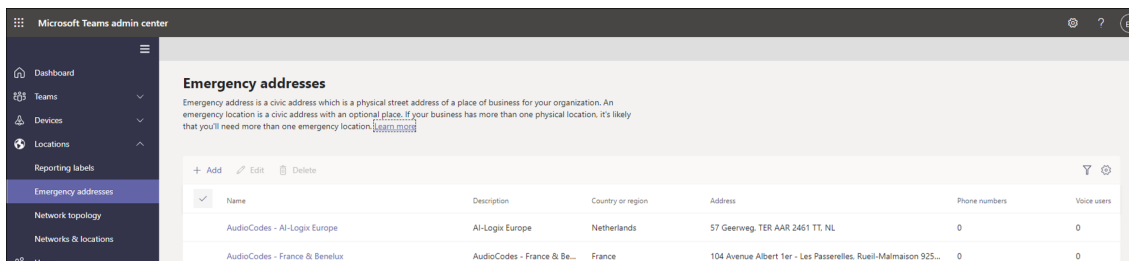 Microsoft Teams admin center
?
Dashboard
Teams
Devices
Locations
Reporting labels
Emergency addresses
Network topology
Networks & locations
Emergency addresses
Emergency address is a civic address which is a physical street address of a place of business for your organization. An
emergency location is a civic address with an optional place. If your business has more than one physical location, it's likely
that you'll need more than one emergency location. Learn more
+ Add Edit Delete
Name Description Country or region Address Phone numbers Voice users
AudioCodes - AI-Logix Europe AI-Logix Europe Netherlands 57 Geerweg, TER AAR 2461 TT, NL 0 0
AudioCodes - France & Benelux AudioCodes - France & Be... France 104 Avenue Albert 1er - Les Passerelles, Rueil-Malmaison 925... 0 0